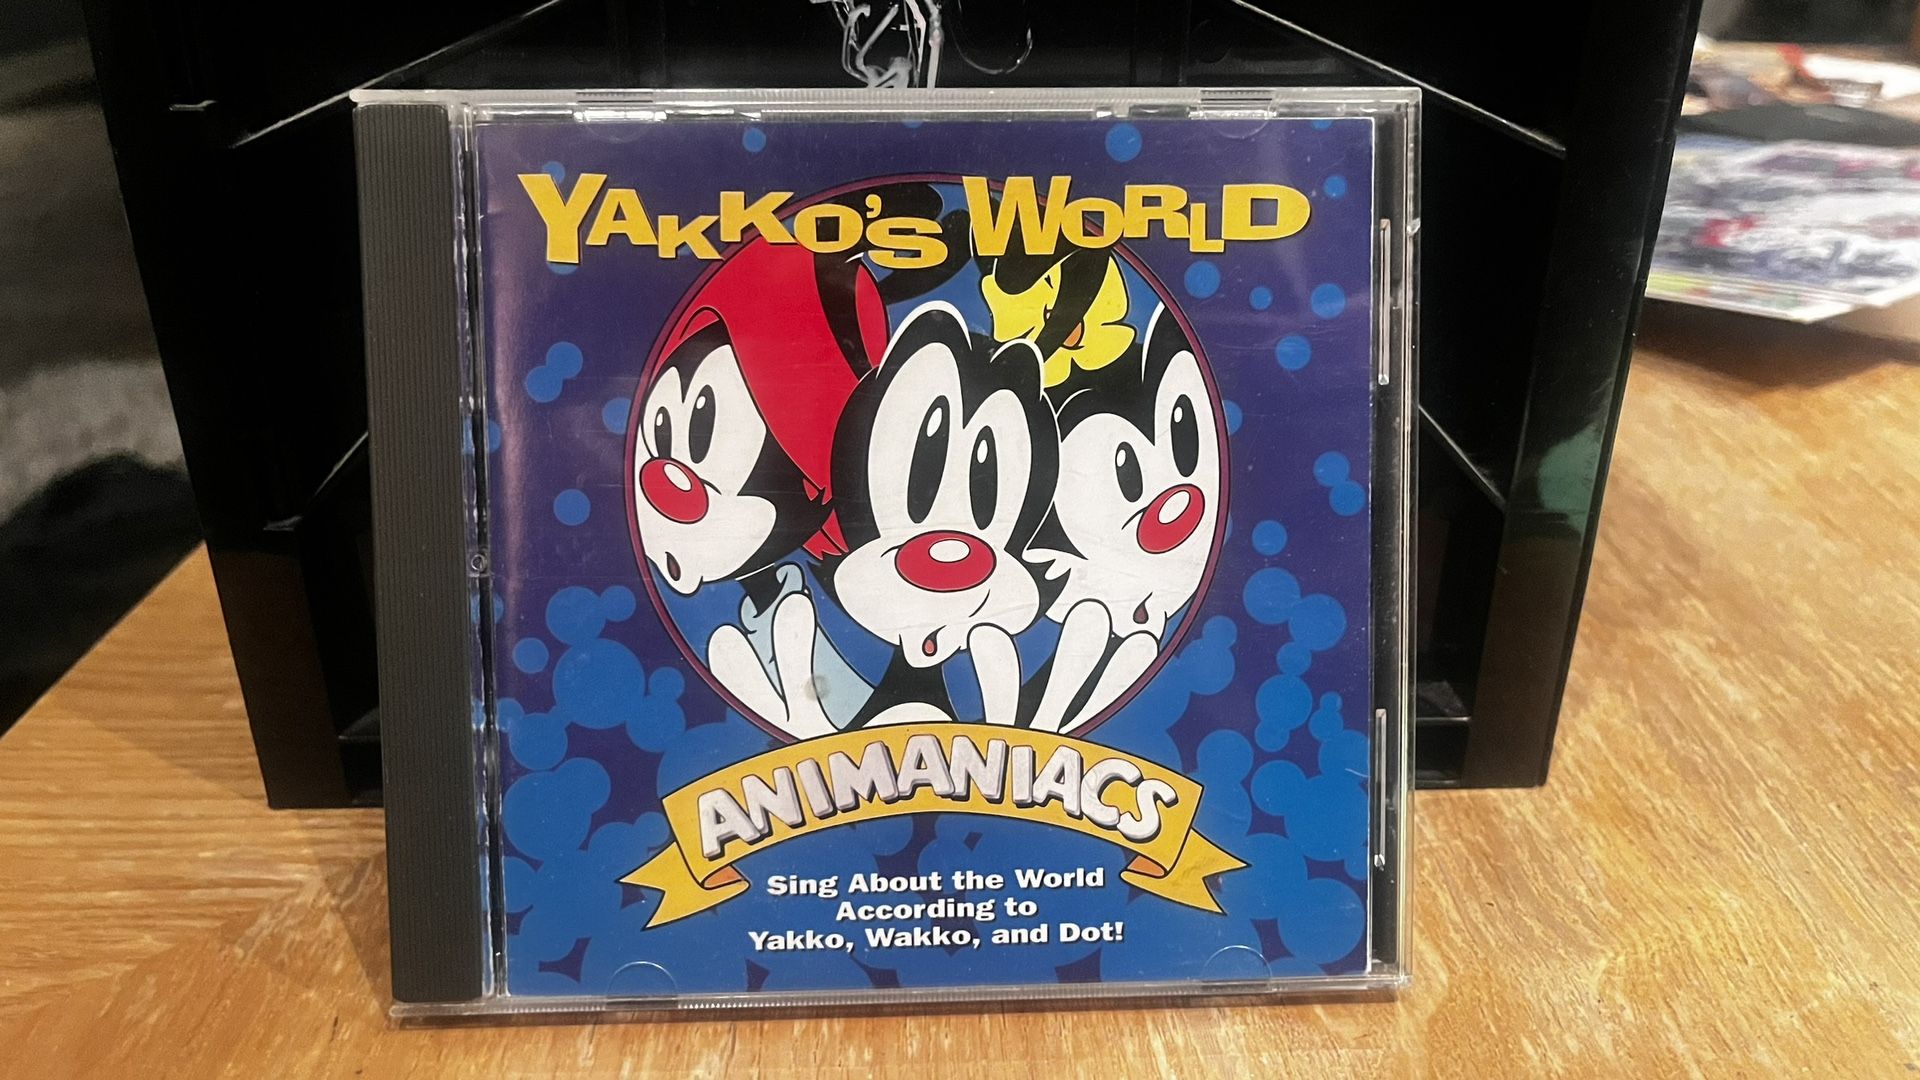 YAKKO'S WORLD
ANIMANIACS
Sing About the World
According to
Yakko, Wakko, and Dot!